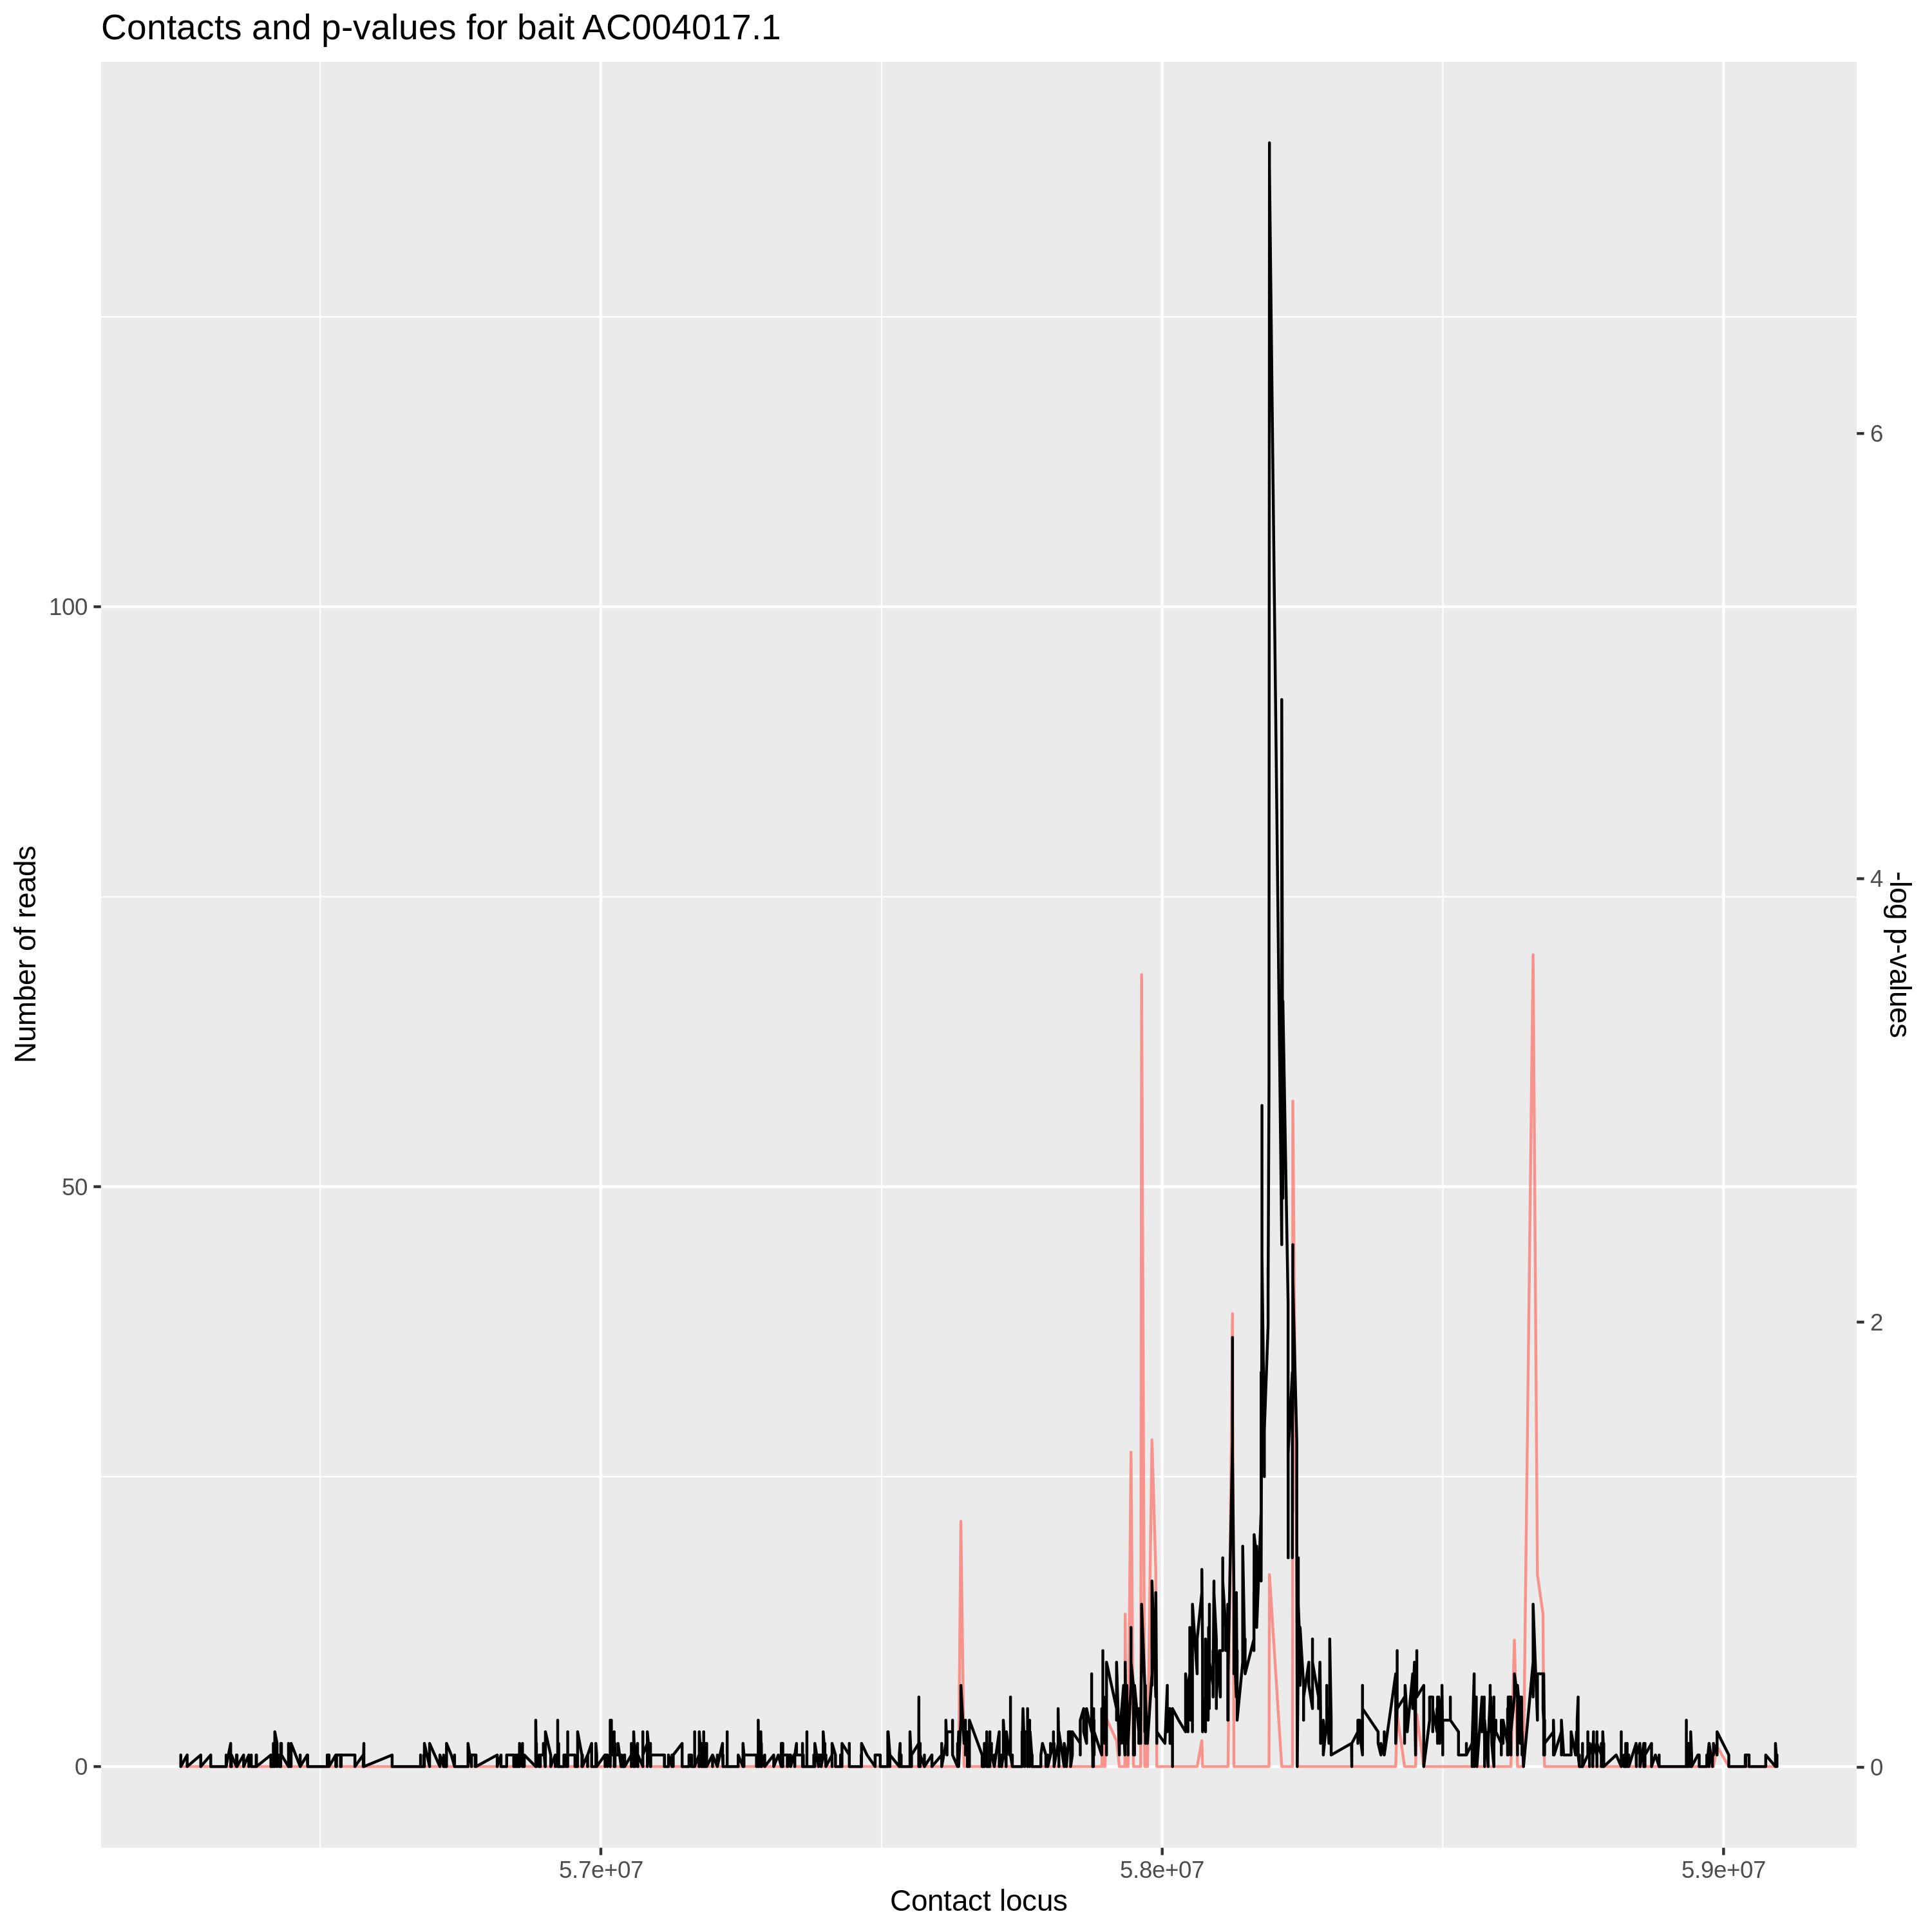 Contacts and p-values for bait AC004017.1
Number of reads
100
50
0
6
4
2
0
-log p-values
5.7e+07
5.8e+07
5.9e+07
Contact locus